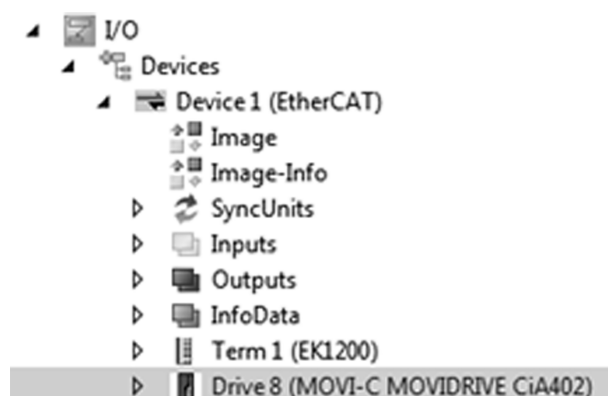 I/O
Devices
Device 1 (EtherCAT)
Image
Image-Info
SyncUnits
Inputs
Outputs
InfoData
Term 1 (EK1200)
Drive 8 (MOVI-C MOVIDRIVE CiA402)